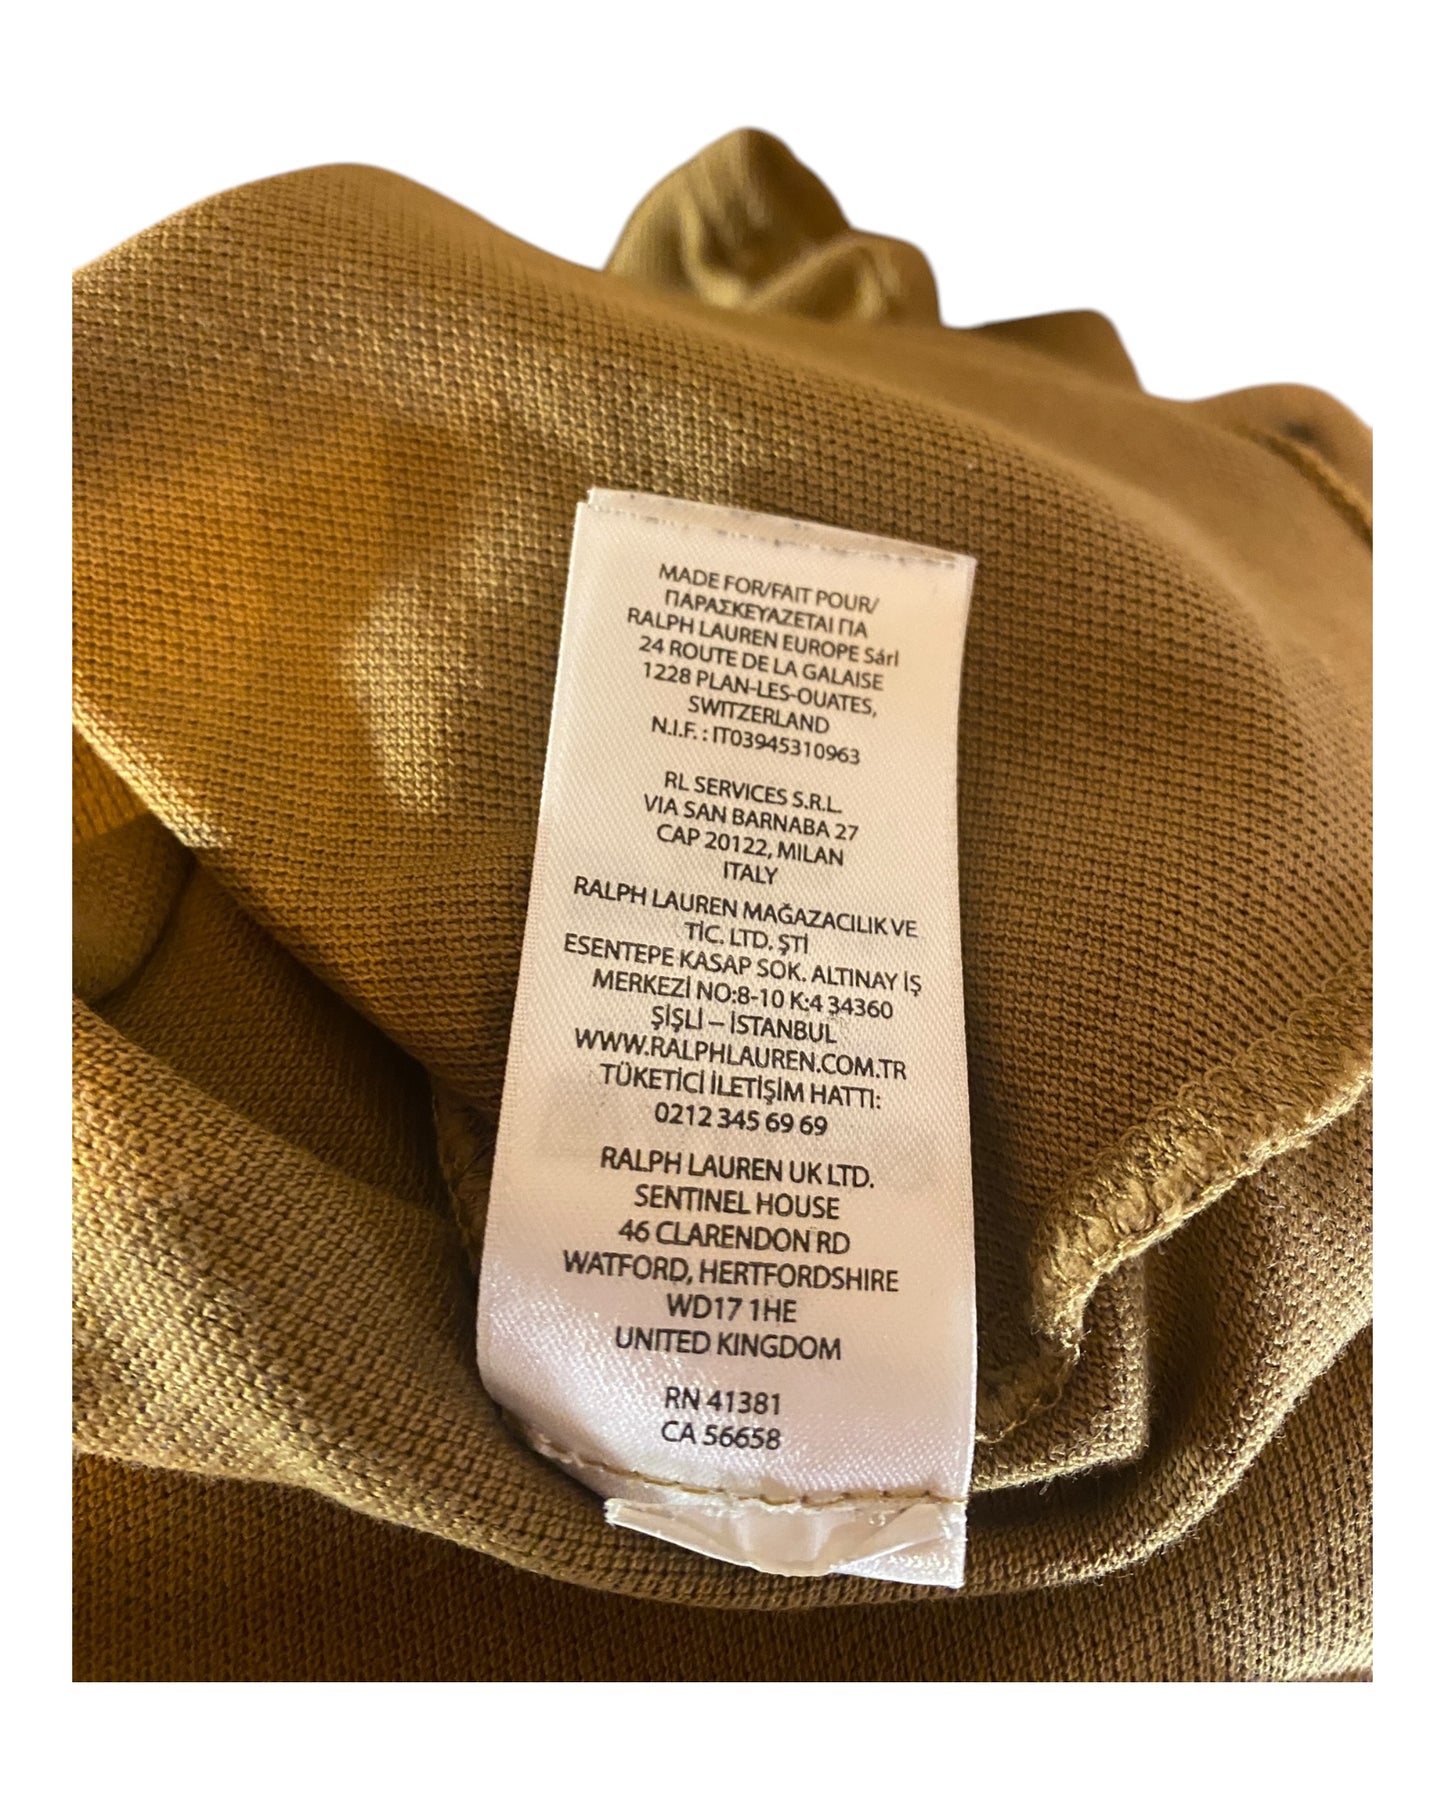 MADE FOR/FAIT POUR/
ΠΑΡΑΣΚΕΥΑΖΕΤΑΙ ΓΙΑ
RALPH LAUREN EUROPE Sárl
24 ROUTE DE LA GALAISE
1228 PLAN-LES-OUATES,
SWITZERLAND
N.I.F. : IT03945310963
RL SERVICES S.R.L.
VIA SAN BARNABA 27
CAP 20122, MILAN
ITALY
RALPH LAUREN MAĞAZACILIK VE
TİC. LTD. ŞTİ
ESENTEPE KASAP SOK. ALTINAY İŞ
MERKEZİ NO:8-10 K:4 34360
ŞİŞLİ – İSTANBUL
WWW.RALPHLAUREN.COM.TR
TÜKETİCİ İLETİŞİM HATTI:
0212 345 69 69
RALPH LAUREN UK LTD.
SENTINEL HOUSE
46 CLARENDON RD
WATFORD, HERTFORDSHIRE
WD17 1HE
UNITED KINGDOM
RN 41381
CA 56658